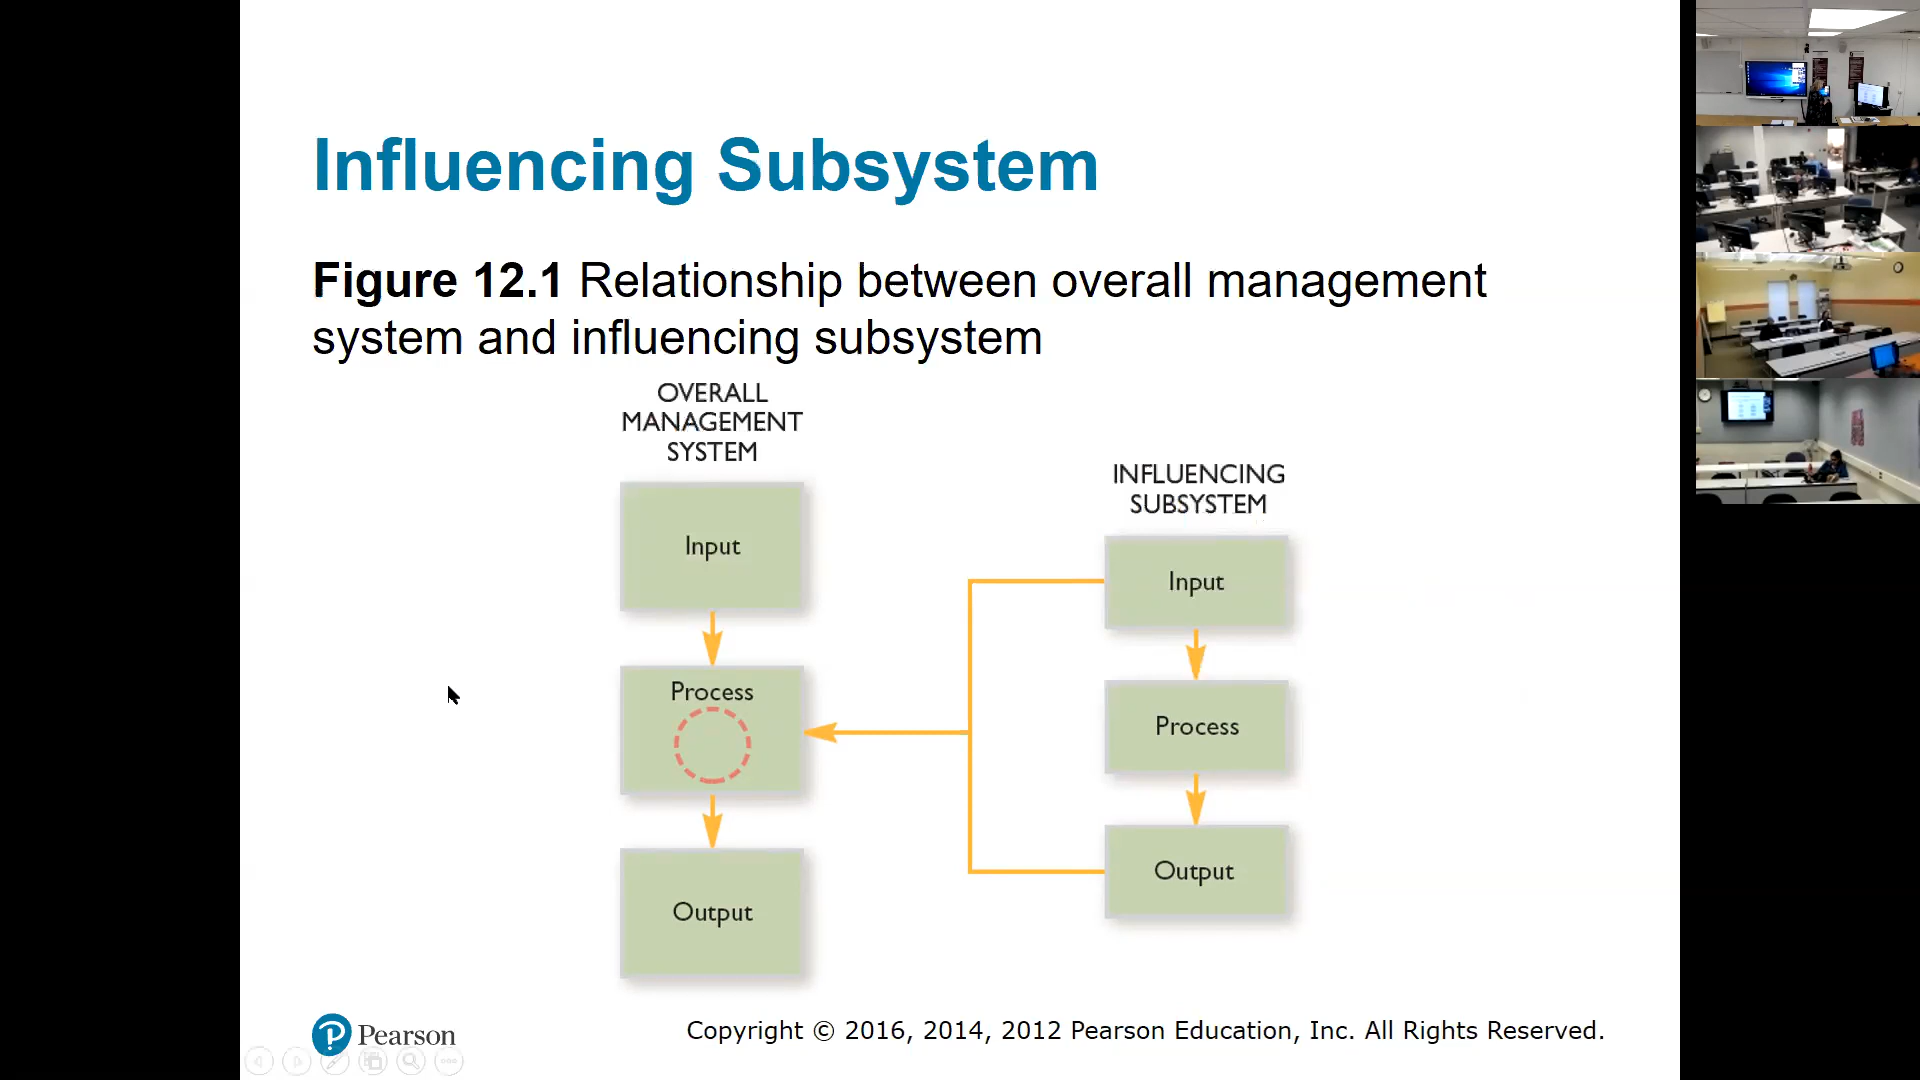 Influencing Subsystem
Figure 12.1 Relationship between overall management
system and influencing subsystem
OVERALL
MANAGEMENT
SYSTEM
Input
Process
Output
INFLUENCING
SUBSYSTEM
Input
Process
Output
Pearson
Copyright © 2016, 2014, 2012 Pearson Education, Inc. All Rights Reserved.